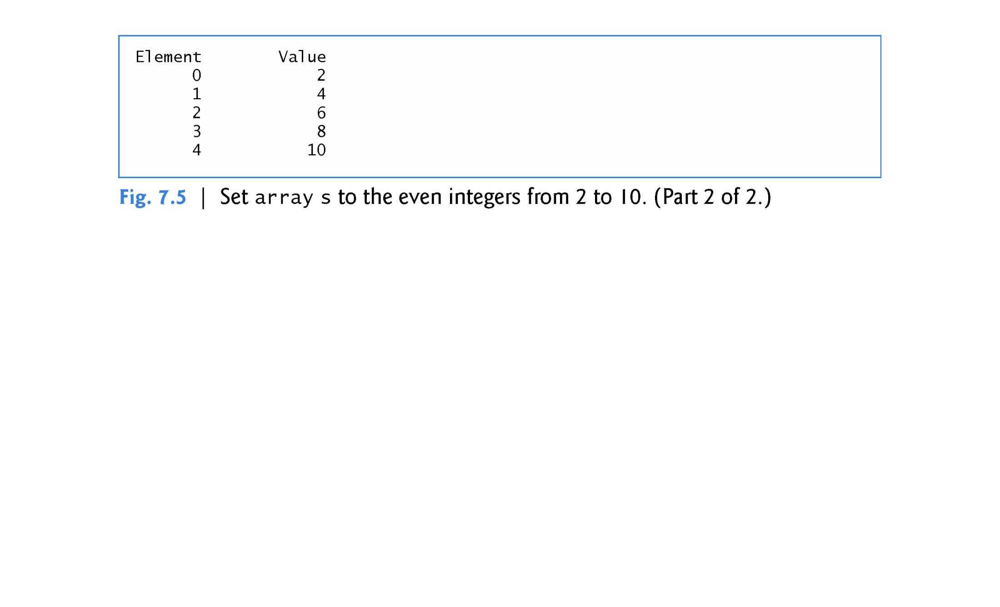 Element Value
0 2
1 4
2 6
3 8
4 10
Fig. 7.5 | Set array s to the even integers from 2 to 10. (Part 2 of 2.)